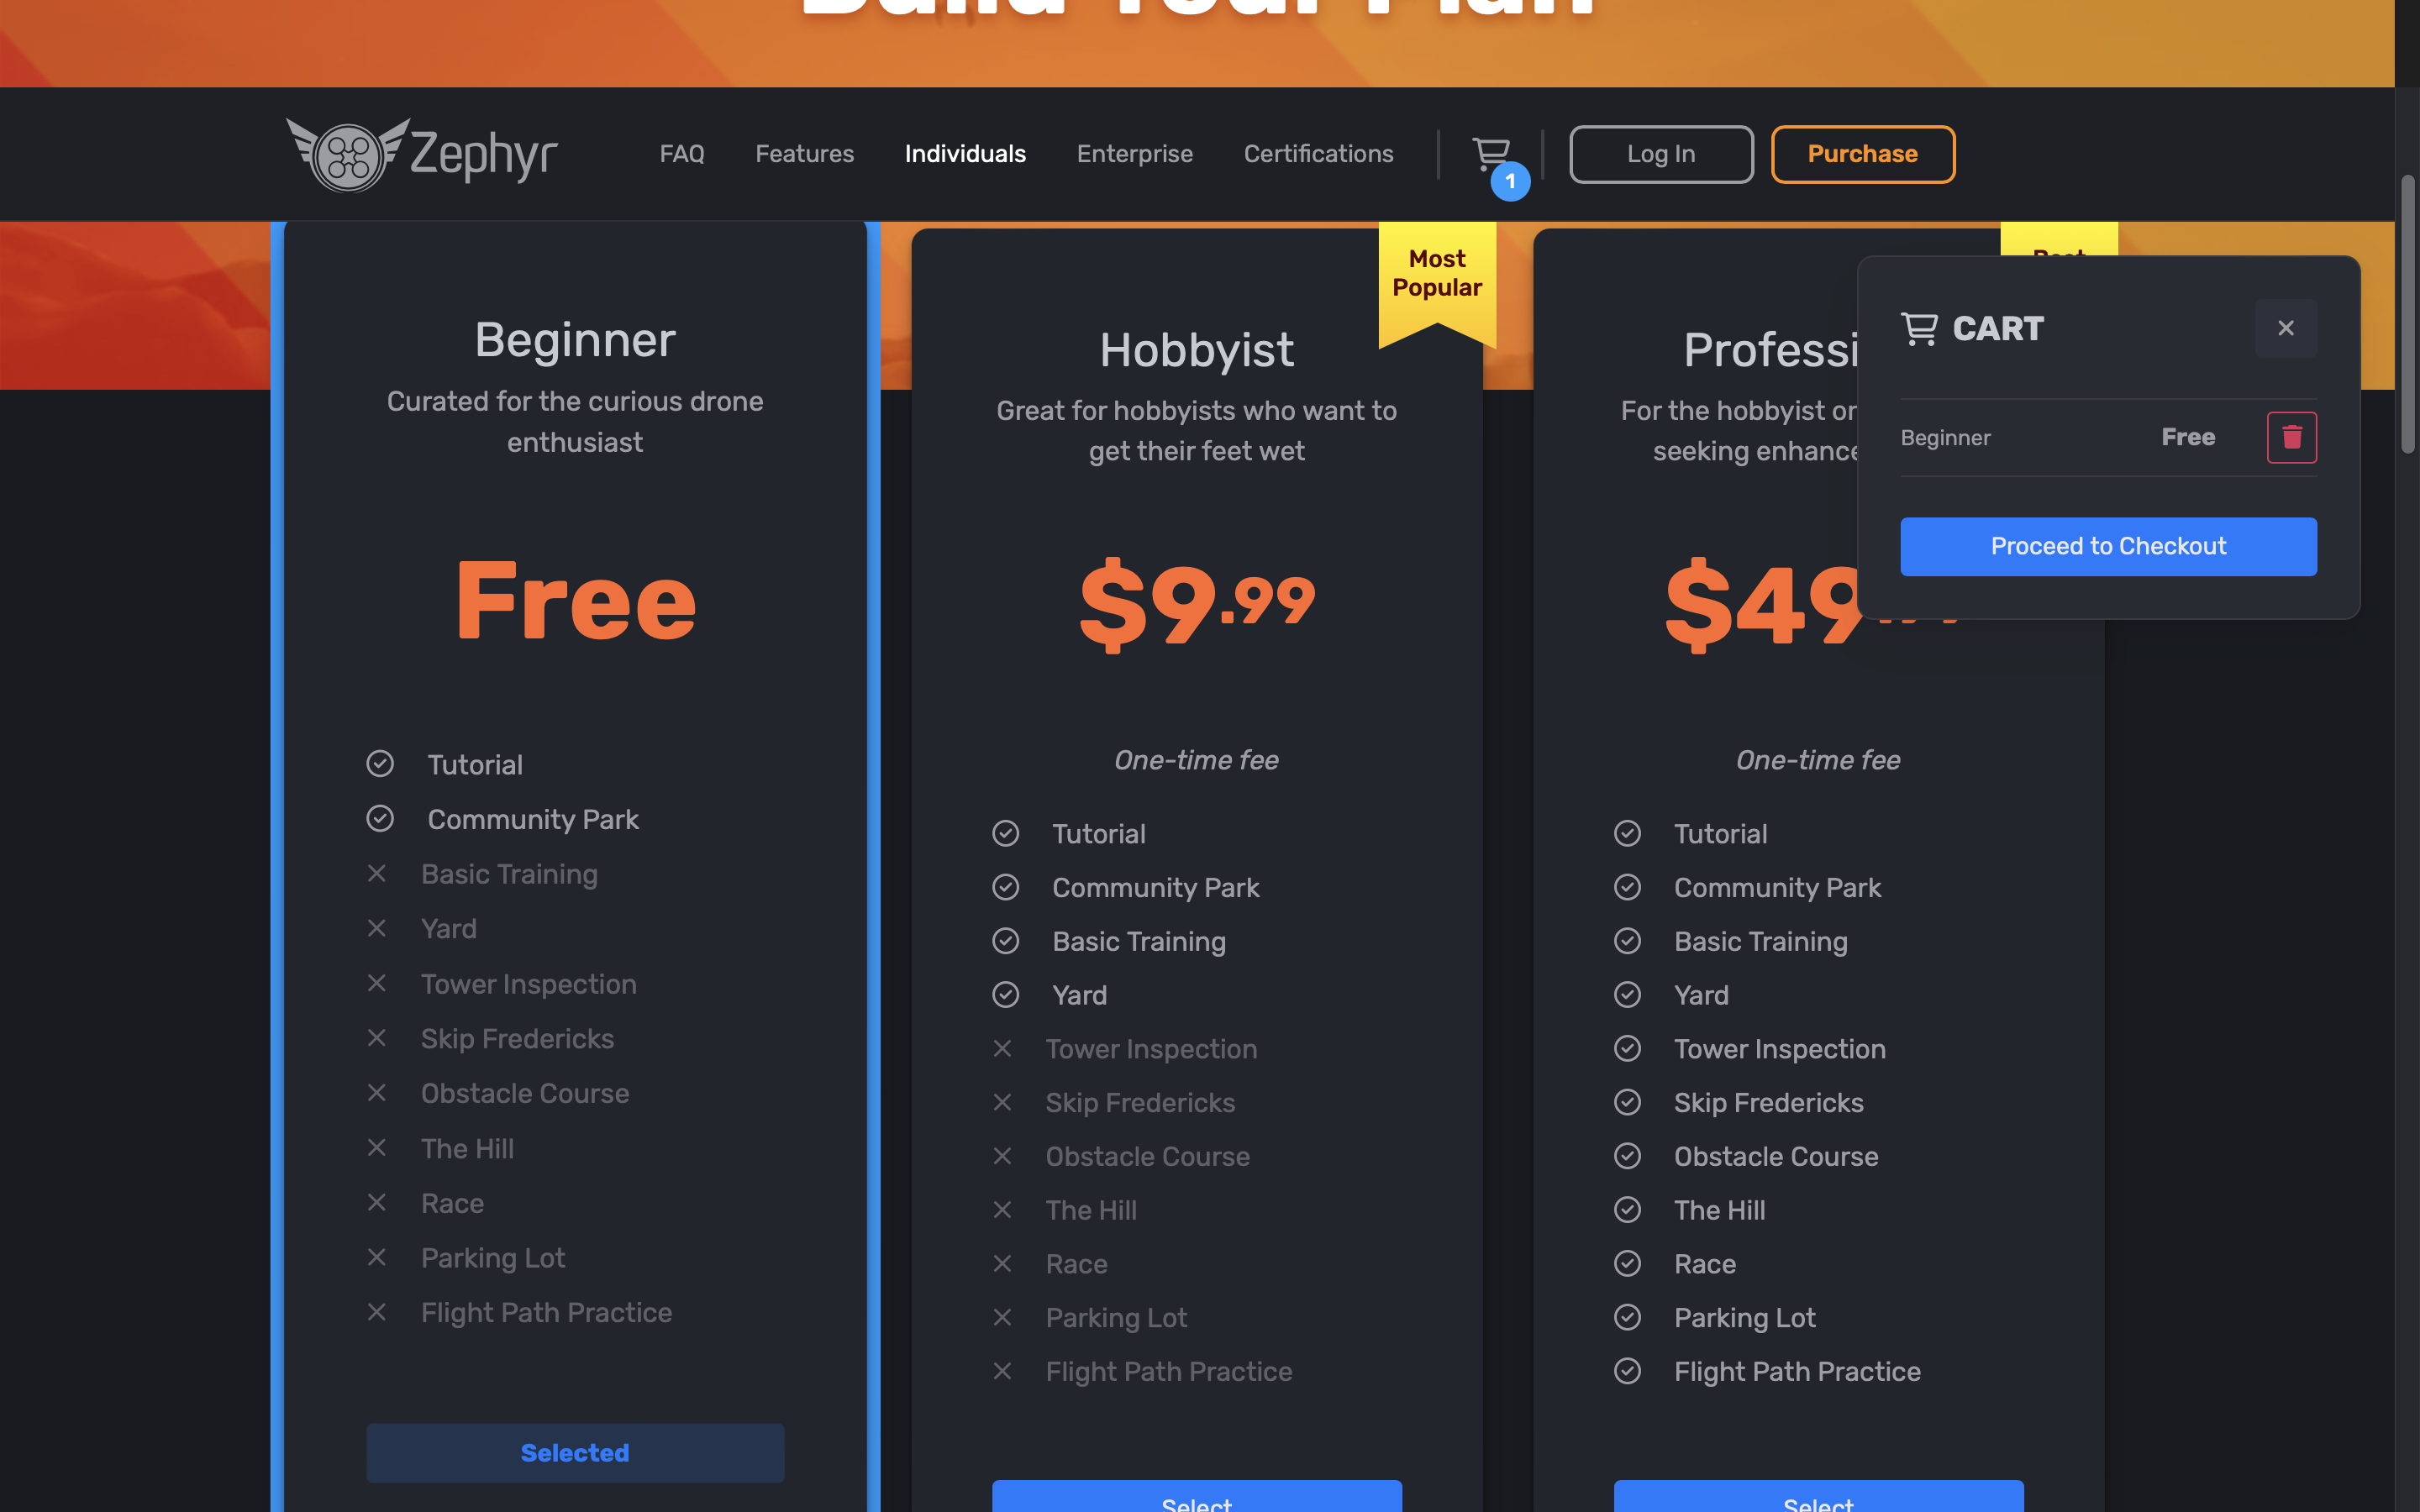 Build Your Plan
Zephyr
FAQ
Features
Individuals
Enterprise
Certifications
1
Log In
Purchase
Beginner
Curated for the curious drone
enthusiast
Free
Tutorial
Community Park
Basic Training
Yard
Tower Inspection
Skip Fredericks
Obstacle Course
The Hill
Race
Parking Lot
Flight Path Practice
Selected
Most
Popular
Hobbyist
Great for hobbyists who want to
get their feet wet
$9.99
One-time fee
Tutorial
Community Park
Basic Training
Yard
Tower Inspection
Skip Fredericks
Obstacle Course
The Hill
Race
Parking Lot
Flight Path Practice
Select
Best
Professi
For the hobbyist or
seeking enhance
$49
One-time fee
Tutorial
Community Park
Basic Training
Yard
Tower Inspection
Skip Fredericks
Obstacle Course
The Hill
Race
Parking Lot
Flight Path Practice
Select
CART
Beginner
Free
Proceed to Checkout